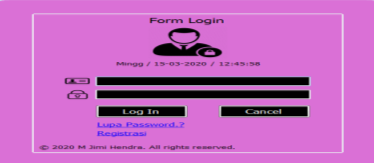 Form Login
Mingg / 15-03-2020 / 12:45:58
Log In
Cancel
Lupa Password.?
Registrasi
© 2020 M Jimi Hendra. All rights reserved.